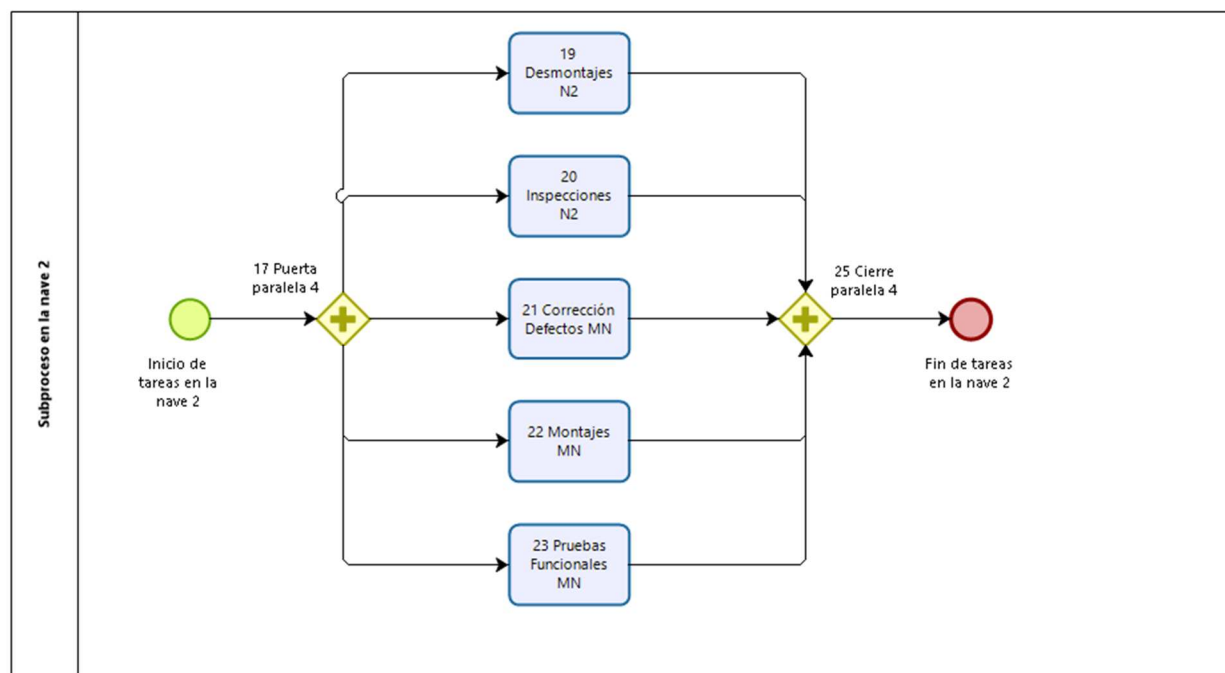 Subproceso en la nave 2
Inicio de
tareas en la
nave 2
17 Puerta
paralela 4
19
Desmontajes
N2
20
Inspecciones
N2
21 Corrección
Defectos MN
22 Montajes
MN
23 Pruebas
Funcionales
MN
25 Cierre
paralela 4
Fin de tareas
en la nave 2